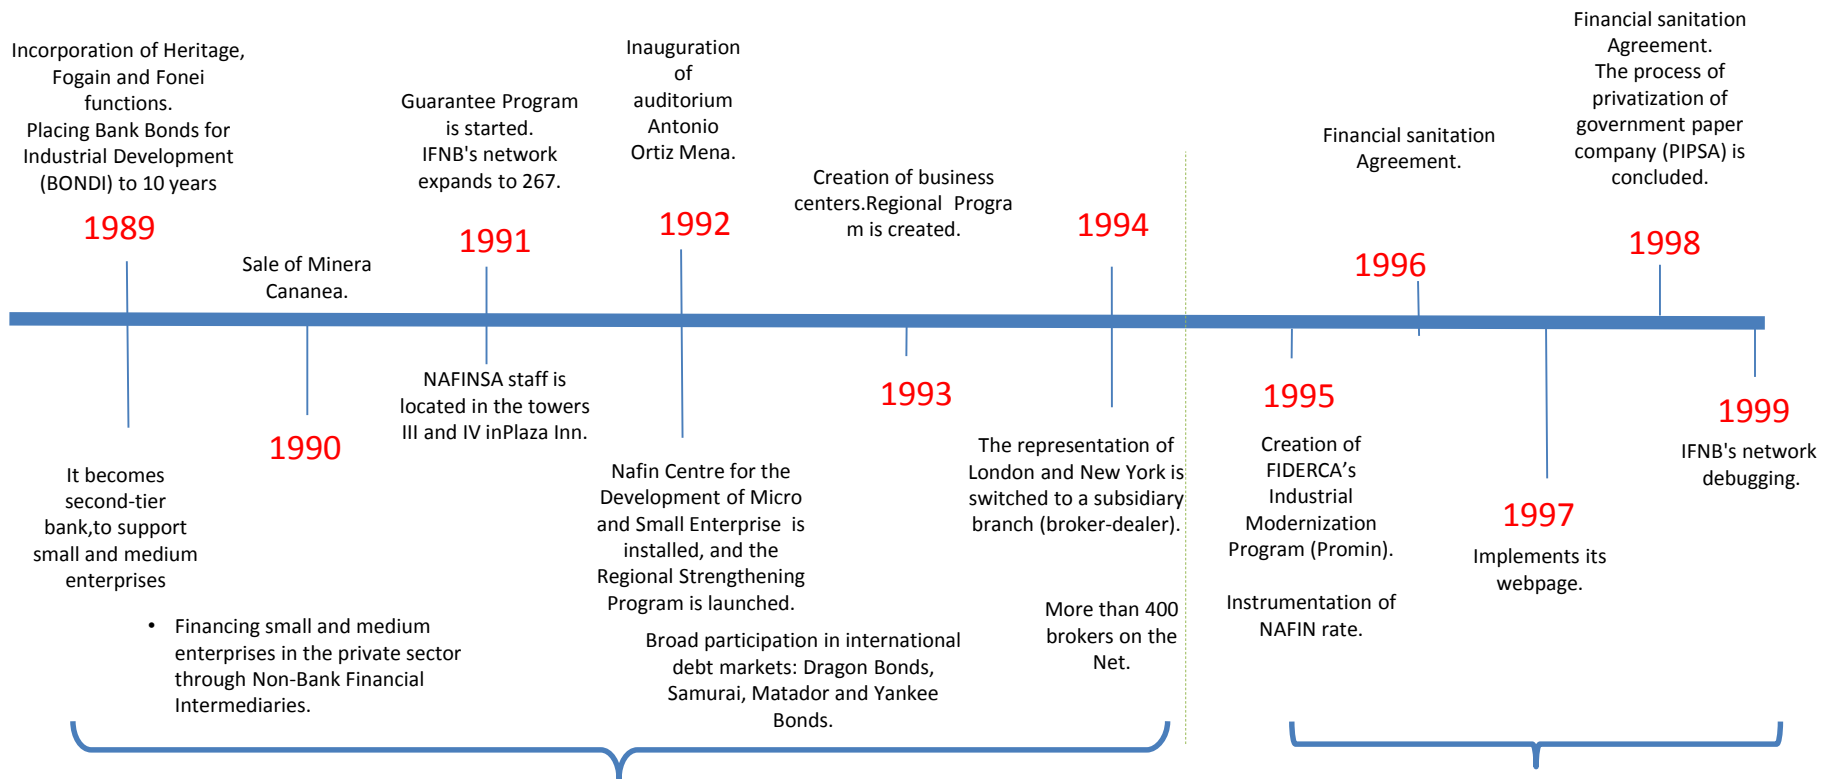 Incorporation of Heritage,
Fogain and Fonei
functions.
Placing Bank Bonds for
Industrial Development
(BONDI) to 10 years
1989
It becomes
second-tier
bank,to support
small and medium
enterprises
Sale of Minera
Cananea.
1990
• Financing small and medium
enterprises in the private sector
through Non-Bank Financial
Intermediaries.
Guarantee Program
is started.
IFNB's network
expands to 267.
1991
NAFINSA staff is
located in the towers
III and IV inPlaza Inn.
Inauguration
of
auditorium
Antonio
Ortiz Mena.
1992
Nafin Centre for the
Development of Micro
and Small Enterprise is
installed, and the
Regional Strengthening
Program is launched.
Broad participation in international
debt markets: Dragon Bonds,
Samurai, Matador and Yankee
Bonds.
Creation of business
centers.Regional Progra
m is created.
1993
1994
The representation of
London and New York is
switched to a subsidiary
branch (broker-dealer).
More than 400
brokers on the
Net.
1995
Creation of
FIDERCA’s
Industrial
Modernization
Program (Promin).
Instrumentation of
NAFIN rate.
Financial sanitation
Agreement.
1996
1997
Implements its
webpage.
Financial sanitation
Agreement.
The process of
privatization of
government paper
company (PIPSA) is
concluded.
1998
1999
IFNB's network
debugging.